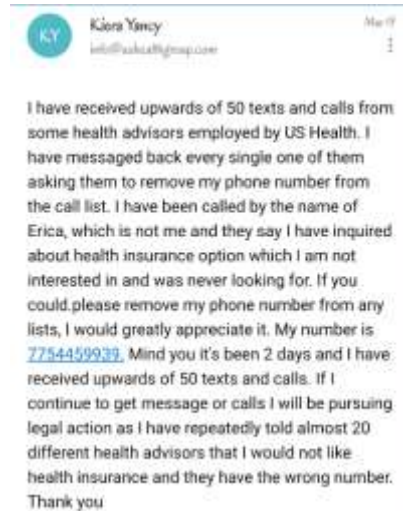 KY
Kiera Yancy
Mar 19
I have received upwards of 50 texts and calls from
some health advisors employed by US Health. I
have messaged back every single one of them
asking them to remove my phone number from
the call list. I have been called by the name of
Erica, which is not me and they say I have inquired
about health insurance option which I am not
interested in and was never looking for. If you
could.please remove my phone number from any
lists, I would greatly appreciate it. My number is
7754459939. Mind you it's been 2 days and I have
received upwards of 50 texts and calls. If I
continue to get message or calls I will be pursuing
legal action as I have repeatedly told almost 20
different health advisors that I would not like
health insurance and they have the wrong number.
Thank you